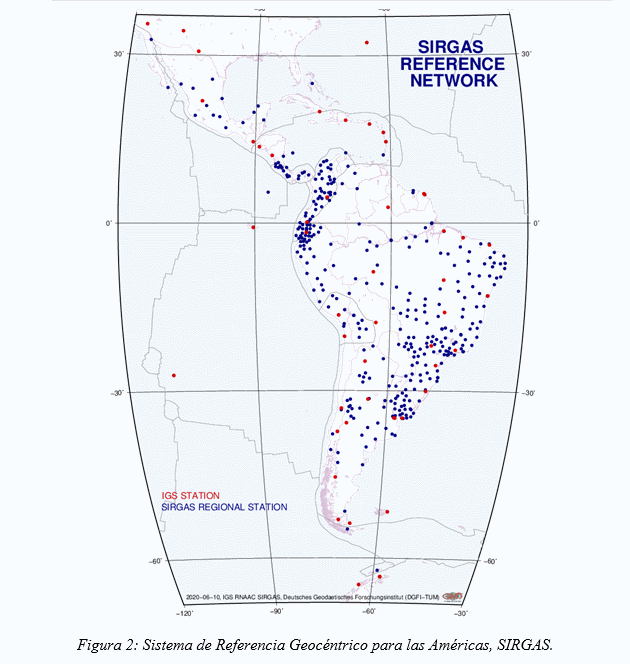 -90˚
-60˚
SIRGAS
REFERENCE
NETWORK
30˚
30˚
0˚
0˚
-30˚
-30˚
IGS STATION
SIRGAS REGIONAL STATION
-60˚
-60˚
2020-06-10, IGS RNAAC SIRGAS, Deutsches Geodaetisches Forschungsinstitut (DGFI-TUM)
-120˚
-90˚
-60˚
-30˚
Figura 2: Sistema de Referencia Geocéntrico para las Américas, SIRGAS.